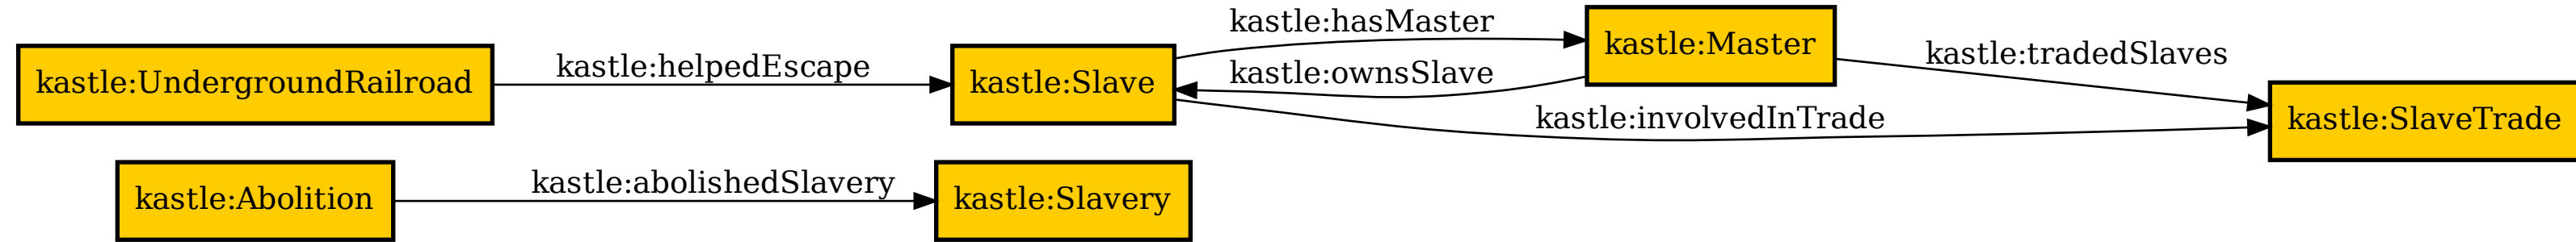 kastle:UndergroundRailroad
kastle:helpedEscape
kastle:Slave
kastle:hasMaster
kastle:ownsSlave
kastle:Master
kastle:tradedSlaves
kastle:involvedInTrade
kastle:SlaveTrade
kastle:Abolition
kastle:abolishedSlavery
kastle:Slavery